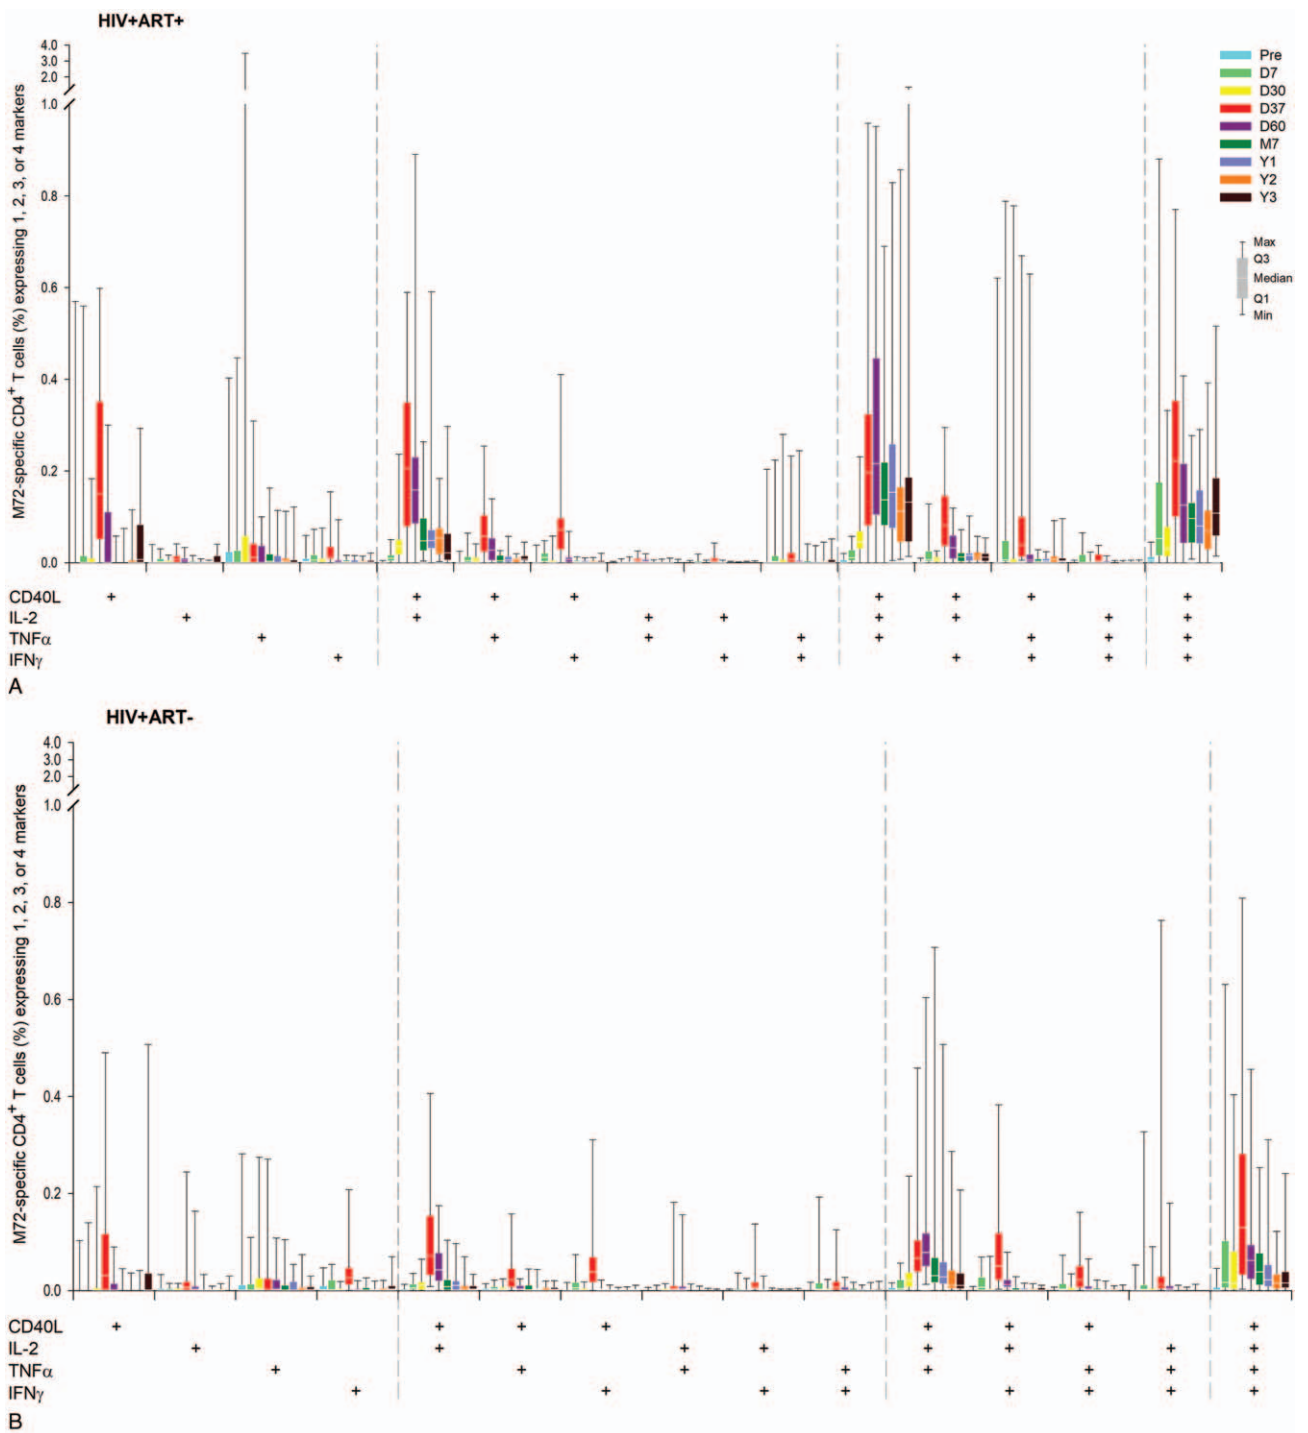 HIV+ART+
M72-specific CD4+ T cells (%) expressing 1, 2, 3, or 4 markers
4.0
3.0
2.0
1.0
0.8
0.6
0.4
0.2
0.0
Pre
D7
D30
D37
D60
M7
Y1
Y2
Y3
Max
Q3
Median
Q1
Min
CD40L + + + + + + + +
IL-2 + + + + + + + +
TNFα + + + + + + + +
IFNγ + + + + + + + +
A
HIV+ART-
M72-specific CD4+ T cells (%) expressing 1, 2, 3, or 4 markers
4.0
3.0
2.0
1.0
0.8
0.6
0.4
0.2
0.0
CD40L + + + + + + + +
IL-2 + + + + + + + +
TNFα + + + + + + + +
IFNγ + + + + + + + +
B